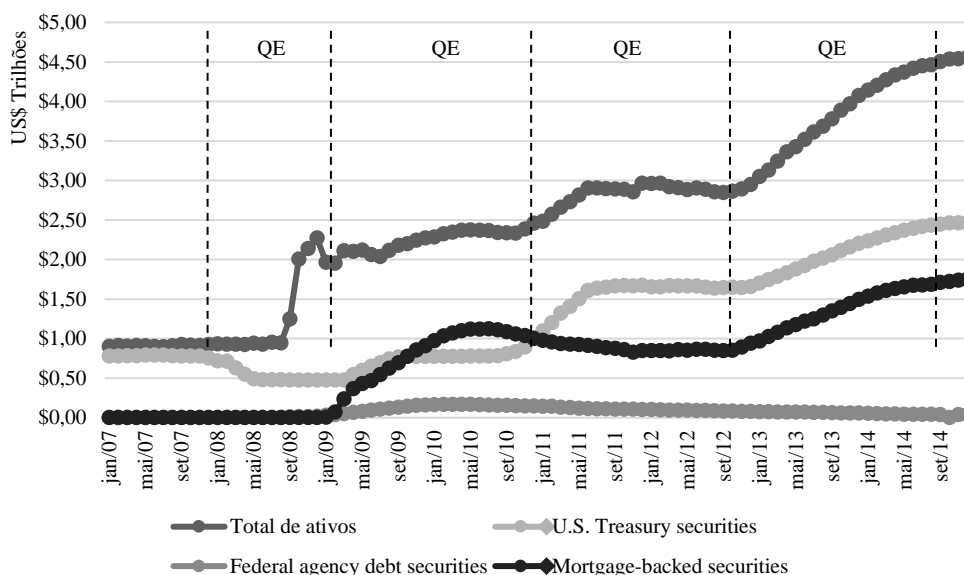 US$ Trilhões
$5,00
$4,50
$4,00
$3,50
$3,00
$2,50
$2,00
$1,50
$1,00
$0,50
$0,00
QE QE QE QE
jan/07 mai/07 set/07 jan/08 mai/08 set/08 jan/09 mai/09 set/09 jan/10 mai/10 set/10 jan/11 mai/11 set/11 jan/12 mai/12 set/12 jan/13 mai/13 set/13 jan/14 mai/14 set/14
Total de ativos U.S. Treasury securities
Federal agency debt securities Mortgage-backed securities